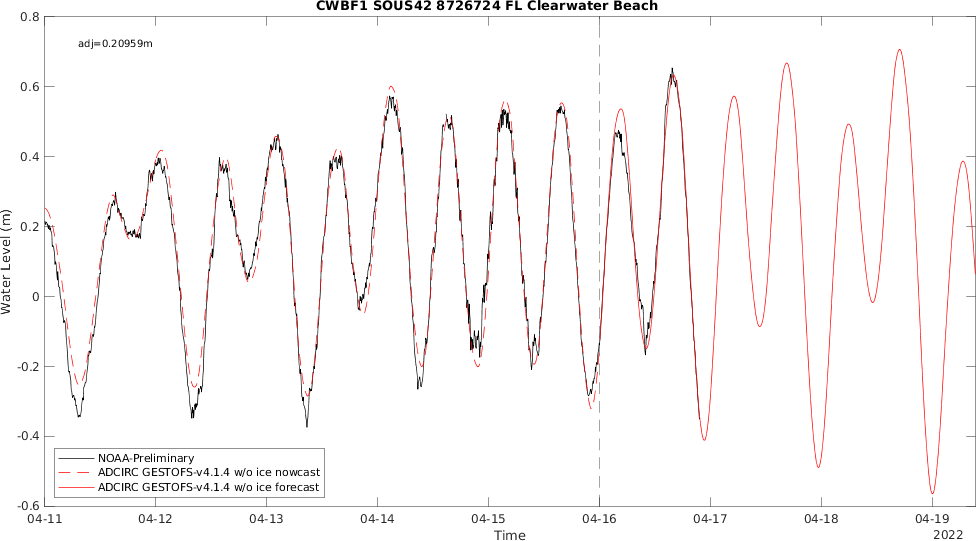 CWBF1 SOUS42 8726724 FL Clearwater Beach
adj=0.20959m
0.8
0.6
0.4
0.2
0
-0.2
-0.4
-0.6
Water Level (m)
NOAA-Preliminary
ADCIRC GESTOFS-v4.1.4 w/o ice nowcast
ADCIRC GESTOFS-v4.1.4 w/o ice forecast
04-11 04-12 04-13 04-14 04-15 04-16 04-17 04-18 04-19
Time
2022